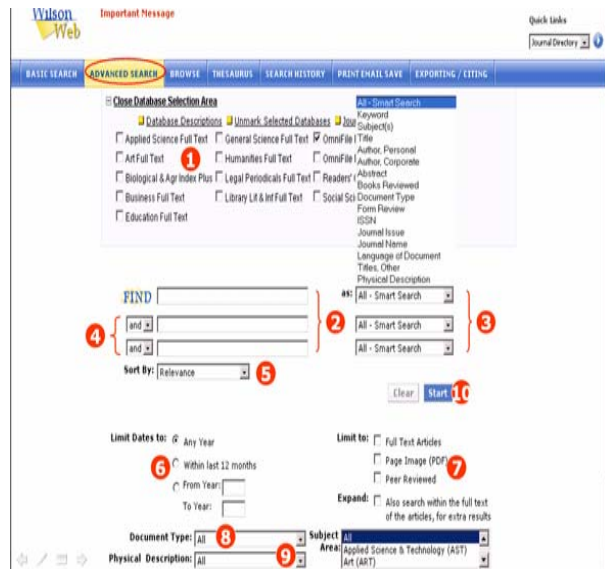 Wilson
Web
Important Message
Quick Links
Journal Directory
BASIC SEARCH ADVANCED SEARCH BROWSE THESAURUS SEARCH HISTORY PRINT EMAIL SAVE EXPORTING / CITING
Close Database Selection Area
Database Descriptions Unmark Selected Databases Jou
Applied Science Full Text General Science Full Text OmniFile
Art Full Text 1 Humanities Full Text OmniFile
Biological & Agr Index Plus Legal Periodicals Full Text Readers'
Business Full Text Library Lit & Inf Full Text Social Sci
Education Full Text
All - Smart Search
Keyword
Subject(s)
Title
Author, Personal
Author, Corporate
Abstract
Books Reviewed
Document Type
Form Review
ISSN
Journal Issue
Journal Name
Language of Document
Titles, Other
Physical Description
FIND as: All - Smart Search
4 and 2 All - Smart Search 3
and All - Smart Search
Sort By: Relevance 5
Clear Start 10
Limit Dates to: Any Year
6 Within last 12 months
From Year:
To Year:
Limit to: Full Text Articles
Page Image (PDF) 7
Peer Reviewed
Expand: Also search within the full text
of the articles, for extra results
Document Type: All 8
Physical Description: All 9
Subject Area: All
Applied Science & Technology (AST)
Art (ART)